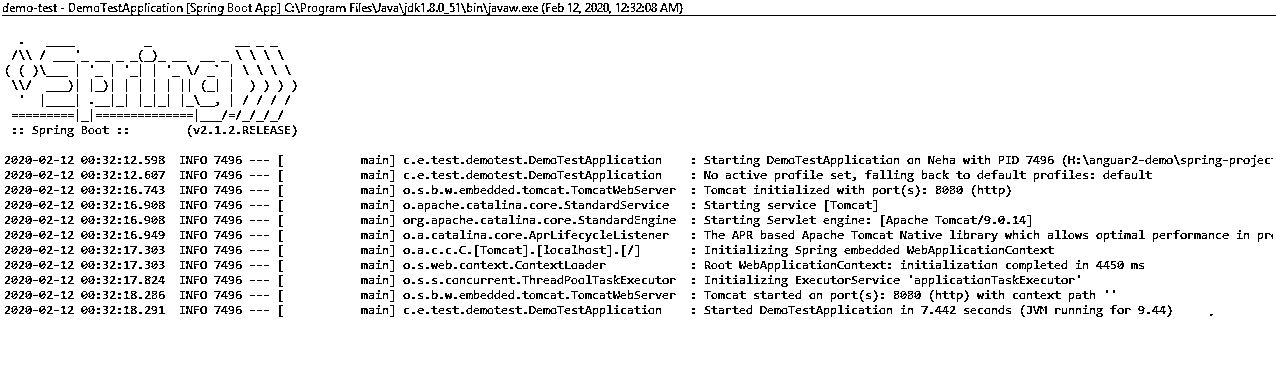 demo-test - DemoTestApplication [Spring Boot App] C:\Program Files\Java\jdk1.8.0_51\bin\javaw.exe (Feb 12, 2020, 12:32:08 AM)
Spring
:: Spring Boot ::        (v2.1.2.RELEASE)
2020-02-12 00:32:12.598  INFO 7496 --- [           main] c.e.test.demotest.DemoTestApplication    : Starting DemoTestApplication on Neha with PID 7496 (H:\anguar2-demo\spring-project
2020-02-12 00:32:12.607  INFO 7496 --- [           main] c.e.test.demotest.DemoTestApplication    : No active profile set, falling back to default profiles: default
2020-02-12 00:32:16.743  INFO 7496 --- [           main] o.s.b.w.embedded.tomcat.TomcatWebServer  : Tomcat initialized with port(s): 8080 (http)
2020-02-12 00:32:16.908  INFO 7496 --- [           main] o.apache.catalina.core.StandardService   : Starting service [Tomcat]
2020-02-12 00:32:16.908  INFO 7496 --- [           main] org.apache.catalina.core.StandardEngine  : Starting Servlet engine: [Apache Tomcat/9.0.14]
2020-02-12 00:32:16.949  INFO 7496 --- [           main] o.a.catalina.core.AprLifecycleListener   : The APR based Apache Tomcat Native library which allows optimal performance in pro
2020-02-12 00:32:17.303  INFO 7496 --- [           main] o.a.c.c.C.[Tomcat].[localhost].[/]       : Initializing Spring embedded WebApplicationContext
2020-02-12 00:32:17.303  INFO 7496 --- [           main] o.s.web.context.ContextLoader            : Root WebApplicationContext: initialization completed in 4450 ms
2020-02-12 00:32:17.824  INFO 7496 --- [           main] o.s.s.concurrent.ThreadPoolTaskExecutor  : Initializing ExecutorService 'applicationTaskExecutor'
2020-02-12 00:32:18.286  INFO 7496 --- [           main] o.s.b.w.embedded.tomcat.TomcatWebServer  : Tomcat started on port(s): 8080 (http) with context path ''
2020-02-12 00:32:18.291  INFO 7496 --- [           main] c.e.test.demotest.DemoTestApplication    : Started DemoTestApplication in 7.442 seconds (JVM running for 9.44)